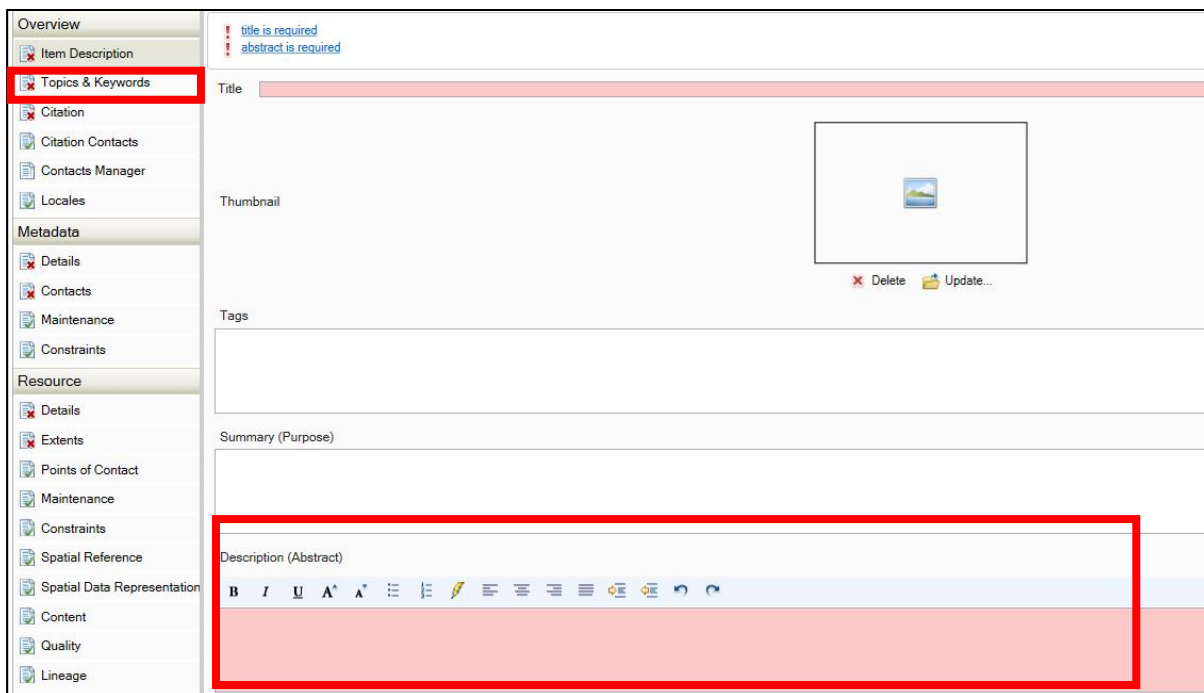 Overview
Item Description
Topics & Keywords
Citation
Citation Contacts
Contacts Manager
Locales
Metadata
Details
Contacts
Maintenance
Constraints
Resource
Details
Extents
Points of Contact
Maintenance
Constraints
Spatial Reference
Spatial Data Representation
Content
Quality
Lineage
title is required
abstract is required
Title
Thumbnail
Delete Update...
Tags
Summary (Purpose)
Description (Abstract)
B I U A A